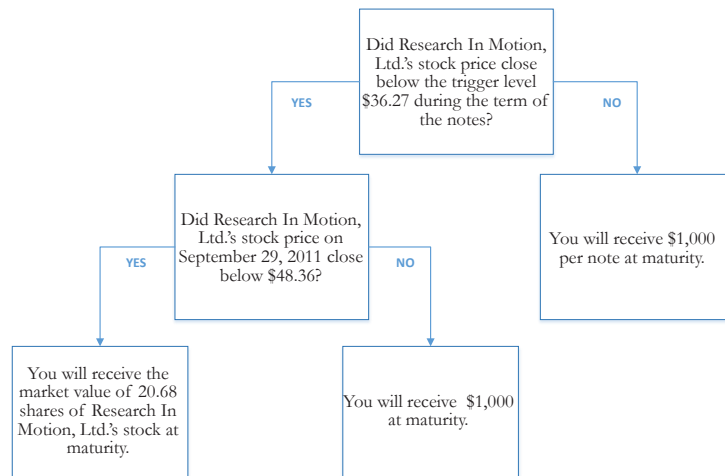 Did Research In Motion,
Ltd.'s stock price close
below the trigger level
$36.27 during the term of
the notes?
YES
NO
Did Research In Motion,
Ltd.'s stock price on
September 29, 2011 close
below $48.36?
You will receive $1,000
per note at maturity.
YES
NO
You will receive the
market value of 20.68
shares of Research In
Motion, Ltd.'s stock at
maturity.
You will receive $1,000
at maturity.